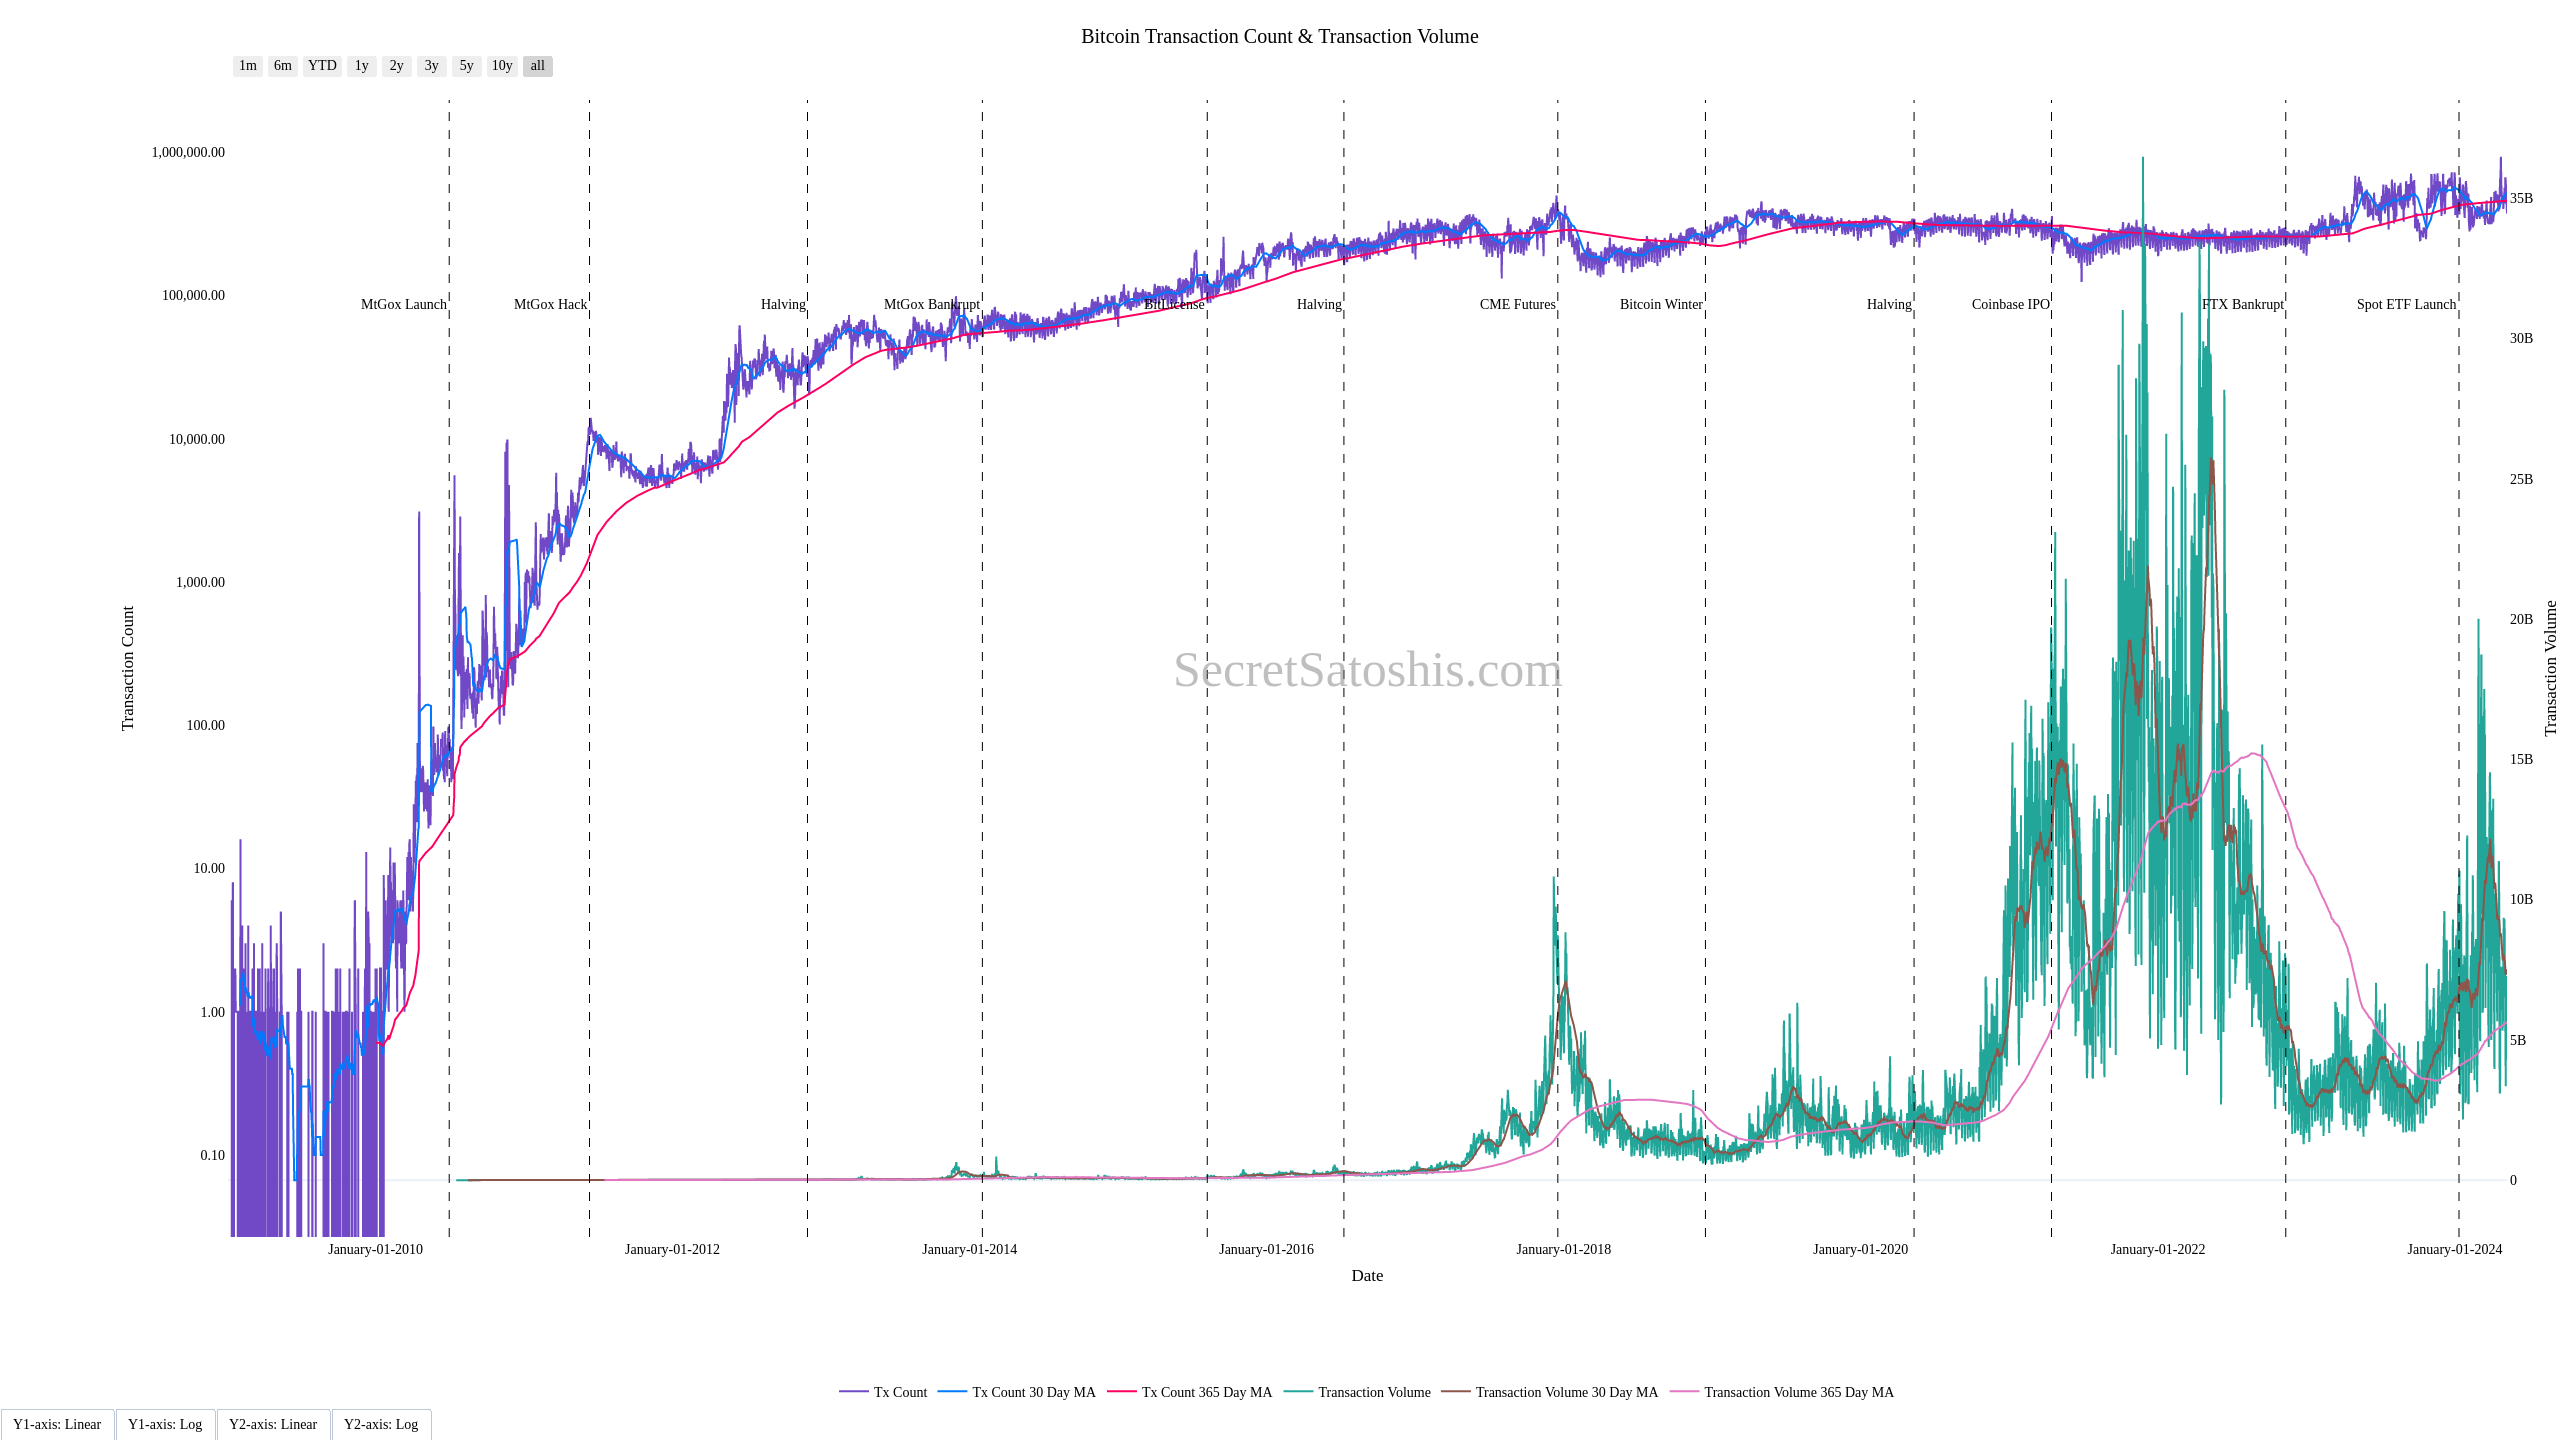 Bitcoin Transaction Count & Transaction Volume
1m 6m YTD 1y 2y 3y 5y 10y all
1,000,000.00
100,000.00
10,000.00
1,000.00
100.00
10.00
1.00
0.10
Transaction Count
MtGox Launch MtGox Hack Halving MtGox Bankrupt BitLicense Halving CME Futures Bitcoin Winter Halving Coinbase IPO FTX Bankrupt Spot ETF Launch
SecretSatoshis.com
35B
30B
25B
20B
15B
10B
5B
0
Transaction Volume
January-01-2010 January-01-2012 January-01-2014 January-01-2016 January-01-2018 January-01-2020 January-01-2022 January-01-2024
Date
Tx Count Tx Count 30 Day MA Tx Count 365 Day MA Transaction Volume Transaction Volume 30 Day MA Transaction Volume 365 Day MA
Y1-axis: Linear Y1-axis: Log Y2-axis: Linear Y2-axis: Log